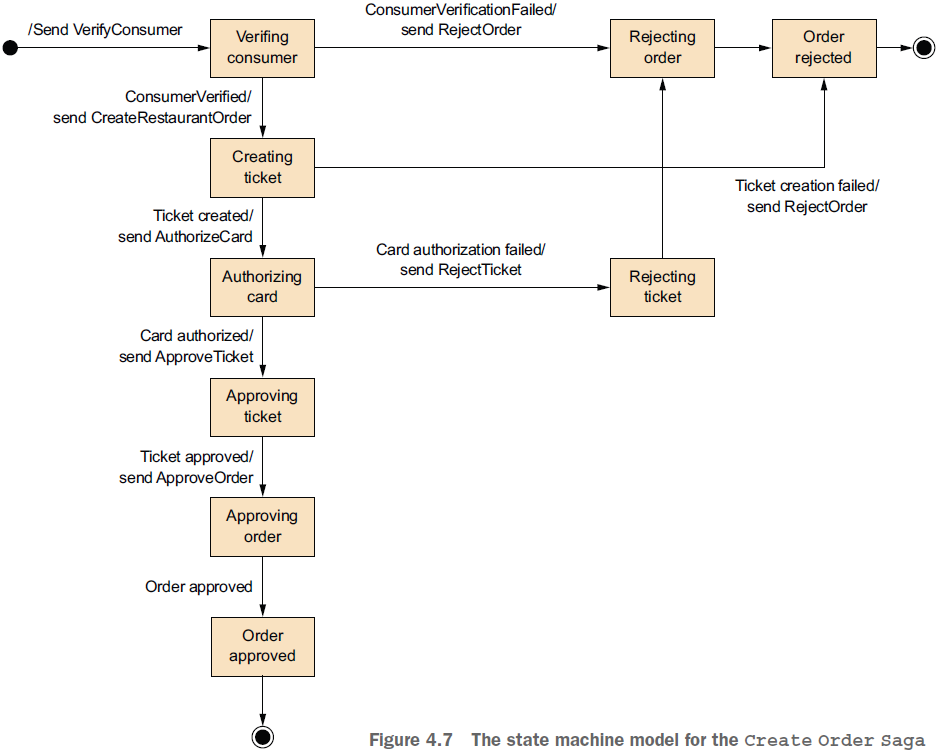 /Send VerifyConsumer
Verifing
consumer
ConsumerVerificationFailed/
send RejectOrder
Rejecting
order
Order
rejected
ConsumerVerified/
send CreateRestaurantOrder
Creating
ticket
Ticket creation failed/
send RejectOrder
Ticket created/
send AuthorizeCard
Authorizing
card
Card authorization failed/
send RejectTicket
Rejecting
ticket
Card authorized/
send ApproveTicket
Approving
ticket
Ticket approved/
send ApproveOrder
Approving
order
Order approved
Order
approved
Figure 4.7 The state machine model for the Create Order Saga